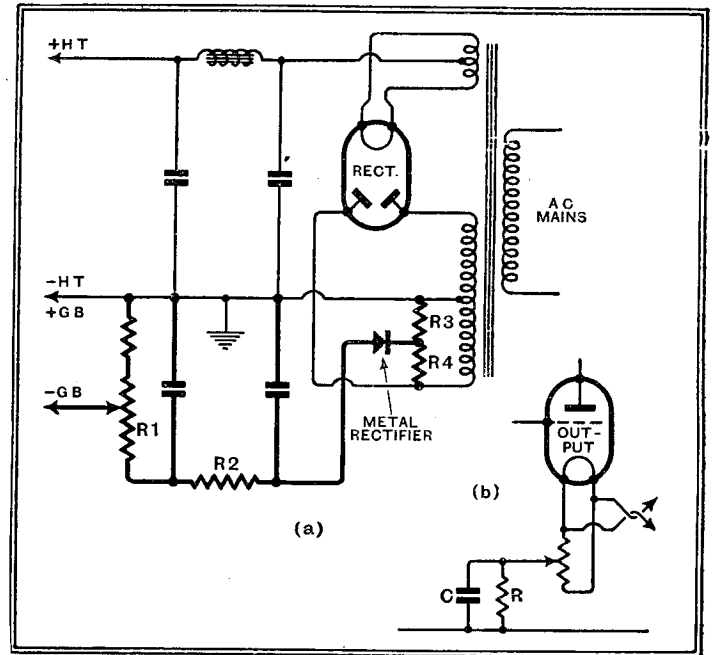 +HT
RECT.
AC
MAINS
-HT
+GB
R3
R4
-GB
R1
METAL
RECTIFIER
R2
(a)
OUT-
PUT
(b)
C
R